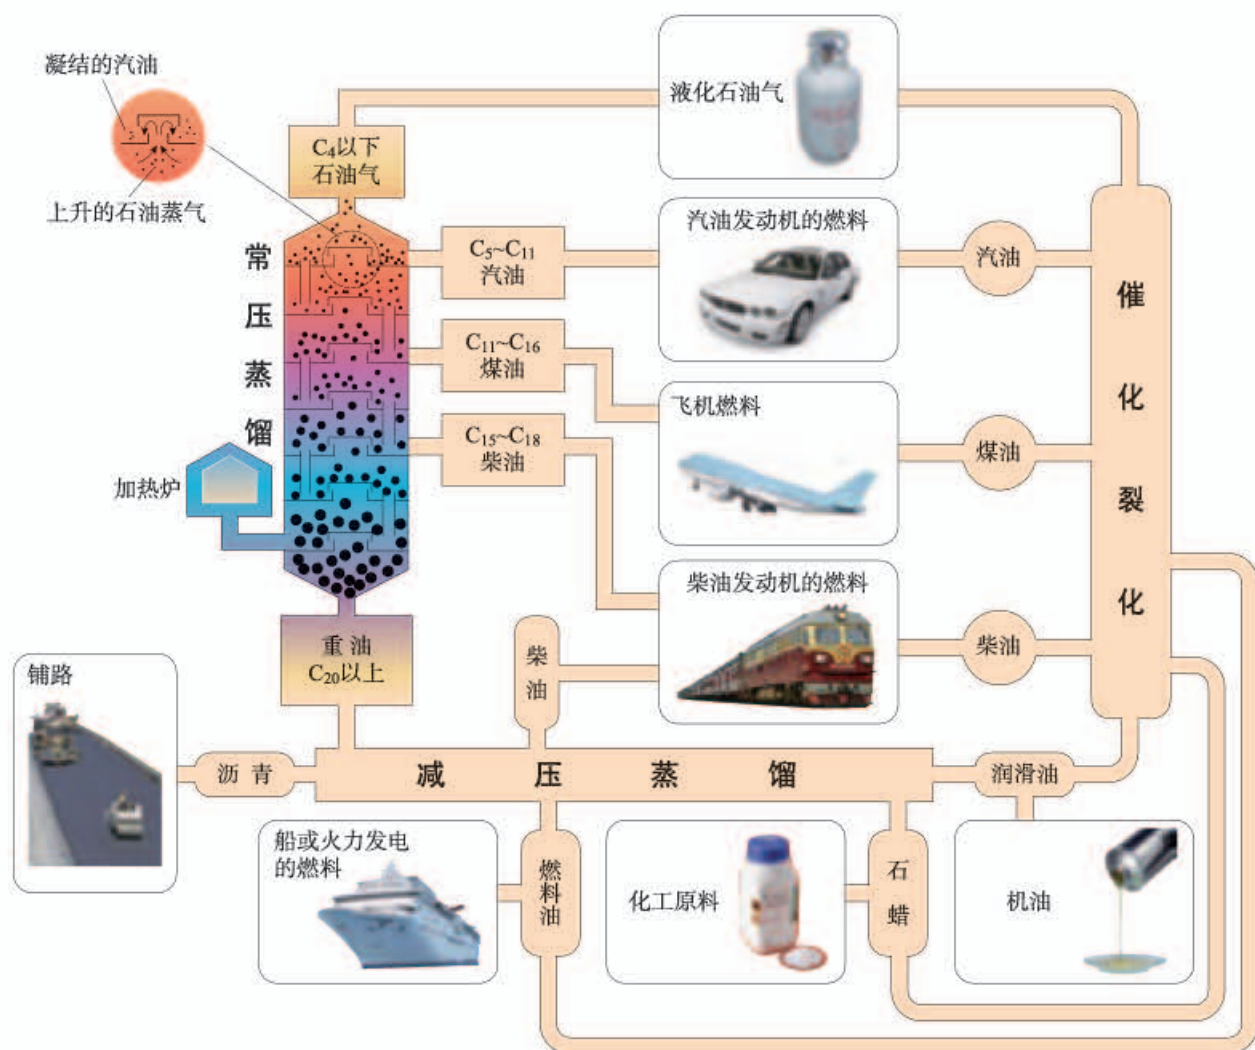 凝结的汽油
上升的石油蒸气
C₄以下
石油气
液化石油气
常压蒸馏
C₅~C₁₁
汽油
汽油发动机的燃料
汽油
催化裂化
C₁₁~C₁₆
煤油
飞机燃料
煤油
C₁₅~C₁₈
柴油
加热炉
柴油发动机的燃料
柴油
重油
C₂₀以上
柴油
铺路
沥青
减压蒸馏
润滑油
船或火力发电
的燃料
燃料油
化工原料
石蜡
机油